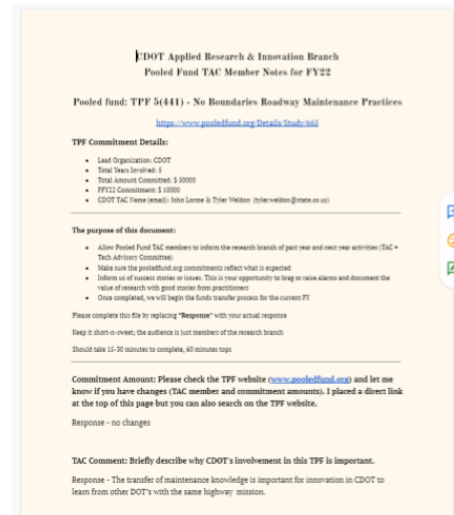 CDOT Applied Research & Innovation Branch
Pooled Fund TAC Member Notes for FY22
Pooled fund: TPF 5(441) - No Boundaries Roadway Maintenance Practices
https://www.pooledfund.org/Details/Study/665
TPF Commitment Details:
Lead Organization: CDOT
Total Years Involved: 5
Total Amount Committed: $ 50000
FFY22 Commitment: $ 10000
CDOT TAC Name (email): John Lorme & Tyler Weldon (tyler.weldon@state.co.us)
The purpose of this document:
Allow Pooled Fund TAC members to inform the research branch of past year and next year activities (TAC =
Tech Advisory Committee)
Make sure the pooledfund.org commitments reflect what is expected
Inform us of success stories or issues. This is your opportunity to brag or raise alarms and document the
value of research with good stories from practitioners
Once completed, we will begin the funds transfer process for the current FY
Please complete this file by replacing "Response" with your actual response
Keep it short-n-sweet, the audience is just members of the research branch
Should take 15-30 minutes to complete, 60 minutes tops
Commitment Amount: Please check the TPF website (www.pooledfund.org) and let me
know if you have changes (TAC member and commitment amounts). I placed a direct link
at the top of this page but you can also search on the TPF website.
Response - no changes
TAC Comment: Briefly describe why CDOT's involvement in this TPF is important.
Response - The transfer of maintenance knowledge is important for innovation in CDOT to
learn from other DOT's with the same highway mission.